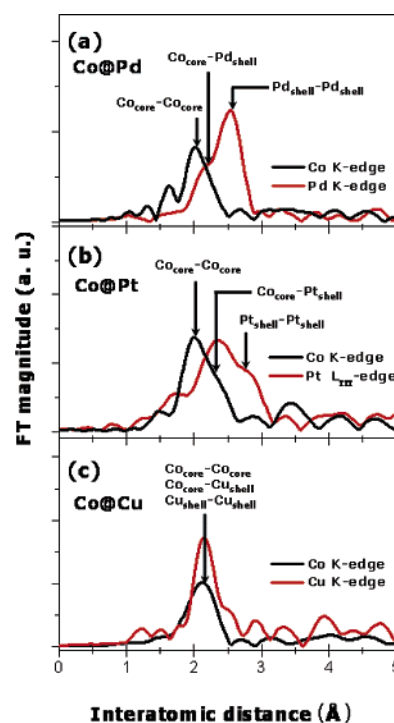 (a)
Co@Pd
Co_core-Pd_shell
Pd_shell-Pd_shell
Co_core-Co_core
Co K-edge
Pd K-edge
(b)
Co@Pt
Co_core-Co_core
Co_core-Pt_shell
Pt_shell-Pt_shell
Co K-edge
Pt L_III-edge
(c)
Co@Cu
Co_core-Co_core
Co_core-Cu_shell
Cu_shell-Cu_shell
Co K-edge
Cu K-edge
FT magnitude (a. u.)
0 1 2 3 4 5
Interatomic distance (Å)